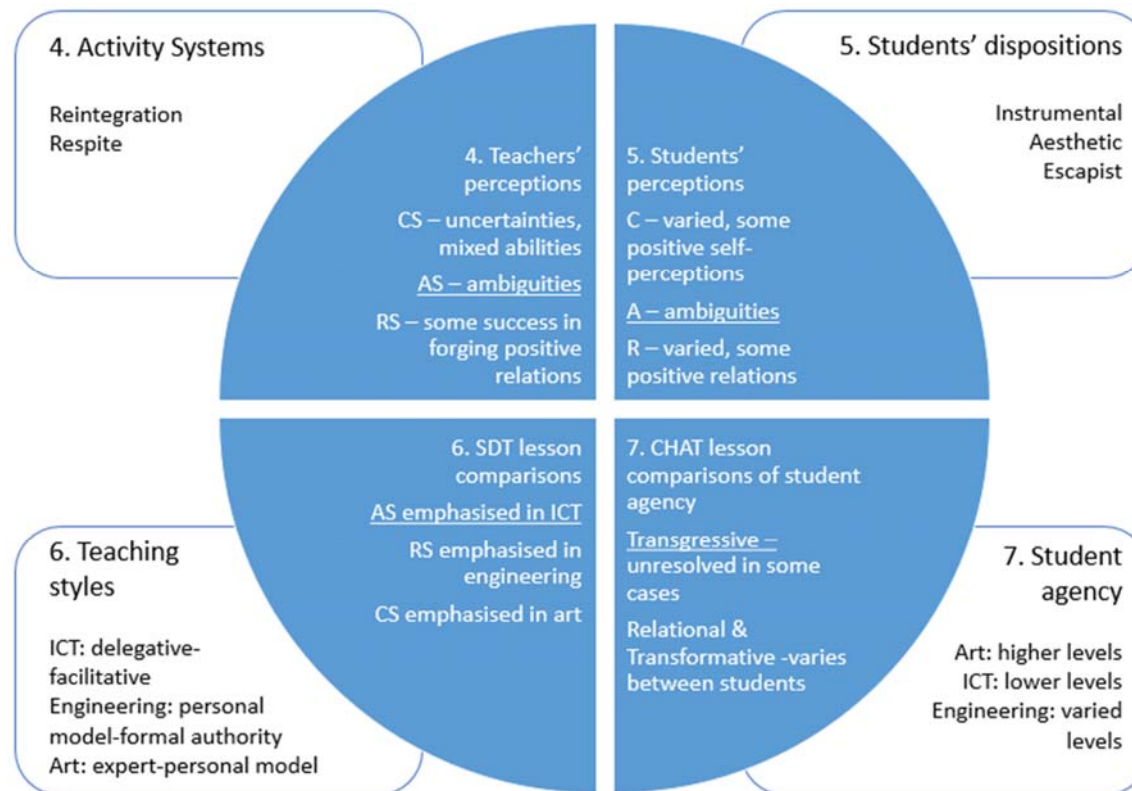 4. Activity Systems
Reintegration
Respite
4. Teachers'
perceptions
CS – uncertainties,
mixed abilities
AS – ambiguities
RS – some success in
forging positive
relations
5. Students'
perceptions
C – varied, some
positive self-
perceptions
A – ambiguities
R – varied, some
positive relations
5. Students' dispositions
Instrumental
Aesthetic
Escapist
6. Teaching
styles
ICT: delegative-
facilitative
Engineering: personal
model-formal authority
Art: expert-personal model
6. SDT lesson
comparisons
AS emphasised in ICT
RS emphasised in
engineering
CS emphasised in art
7. CHAT lesson
comparisons of student
agency
Transgressive –
unresolved in some
cases
Relational &
Transformative -varies
between students
7. Student
agency
Art: higher levels
ICT: lower levels
Engineering: varied
levels